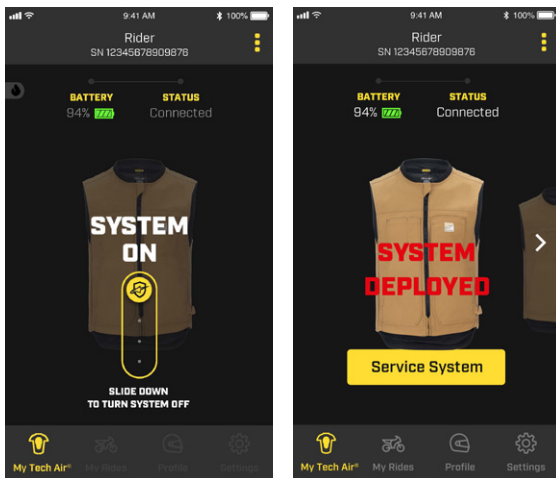 9:41 AM
100%
Rider
SN 12345678909876
BATTERY
STATUS
94%
Connected
SYSTEM
ON
SLIDE DOWN
TO TURN SYSTEM OFF
My Tech Air®
My Rides
Profile
Settings
9:41 AM
100%
Rider
SN 12345678909876
BATTERY
STATUS
94%
Connected
SYSTEM
DEPLOYED
Service System
My Tech Air®
My Rides
Profile
Settings